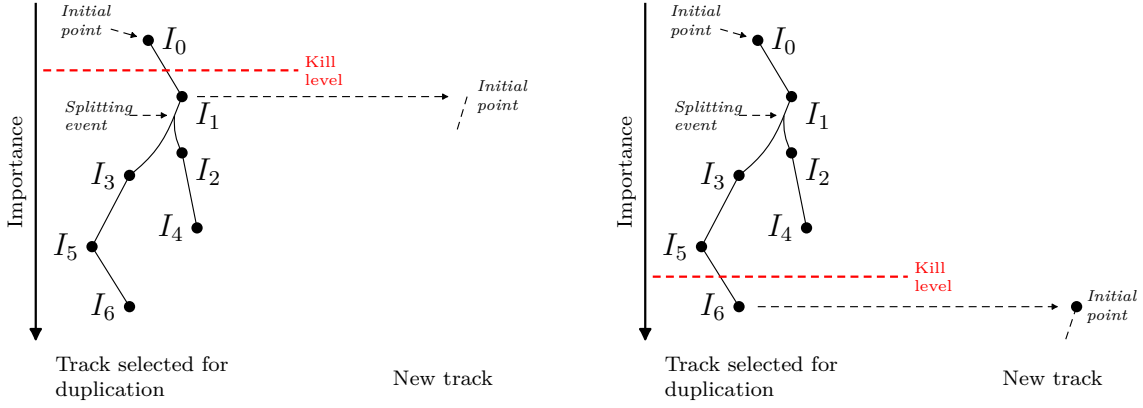 Initial
point
I0
Kill
level
Initial
point
Splitting
event
I1
I2
I3
I4
I5
I6
Importance
Track selected for
duplication
New track
Initial
point
I0
Splitting
event
I1
I2
I3
I4
I5
Kill
level
I6
Initial
point
Importance
Track selected for
duplication
New track